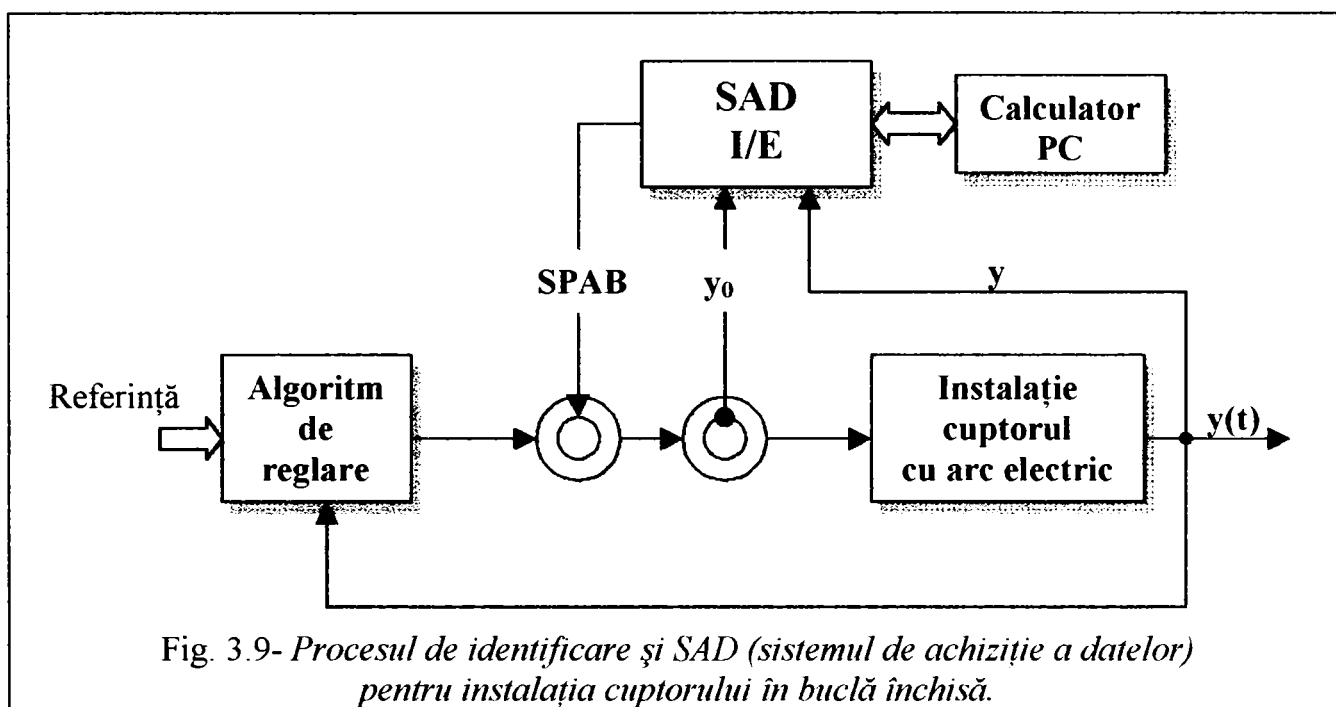 SAD
I/E
Calculator
PC
SPAB
y₀
y
Referință
Algoritm
de
reglare
Instalație
cuptorul
cu arc electric
y(t)
Fig. 3.9- Procesul de identificare şi SAD (sistemul de achiziție a datelor)
pentru instalația cuptorului în buclă închisă.